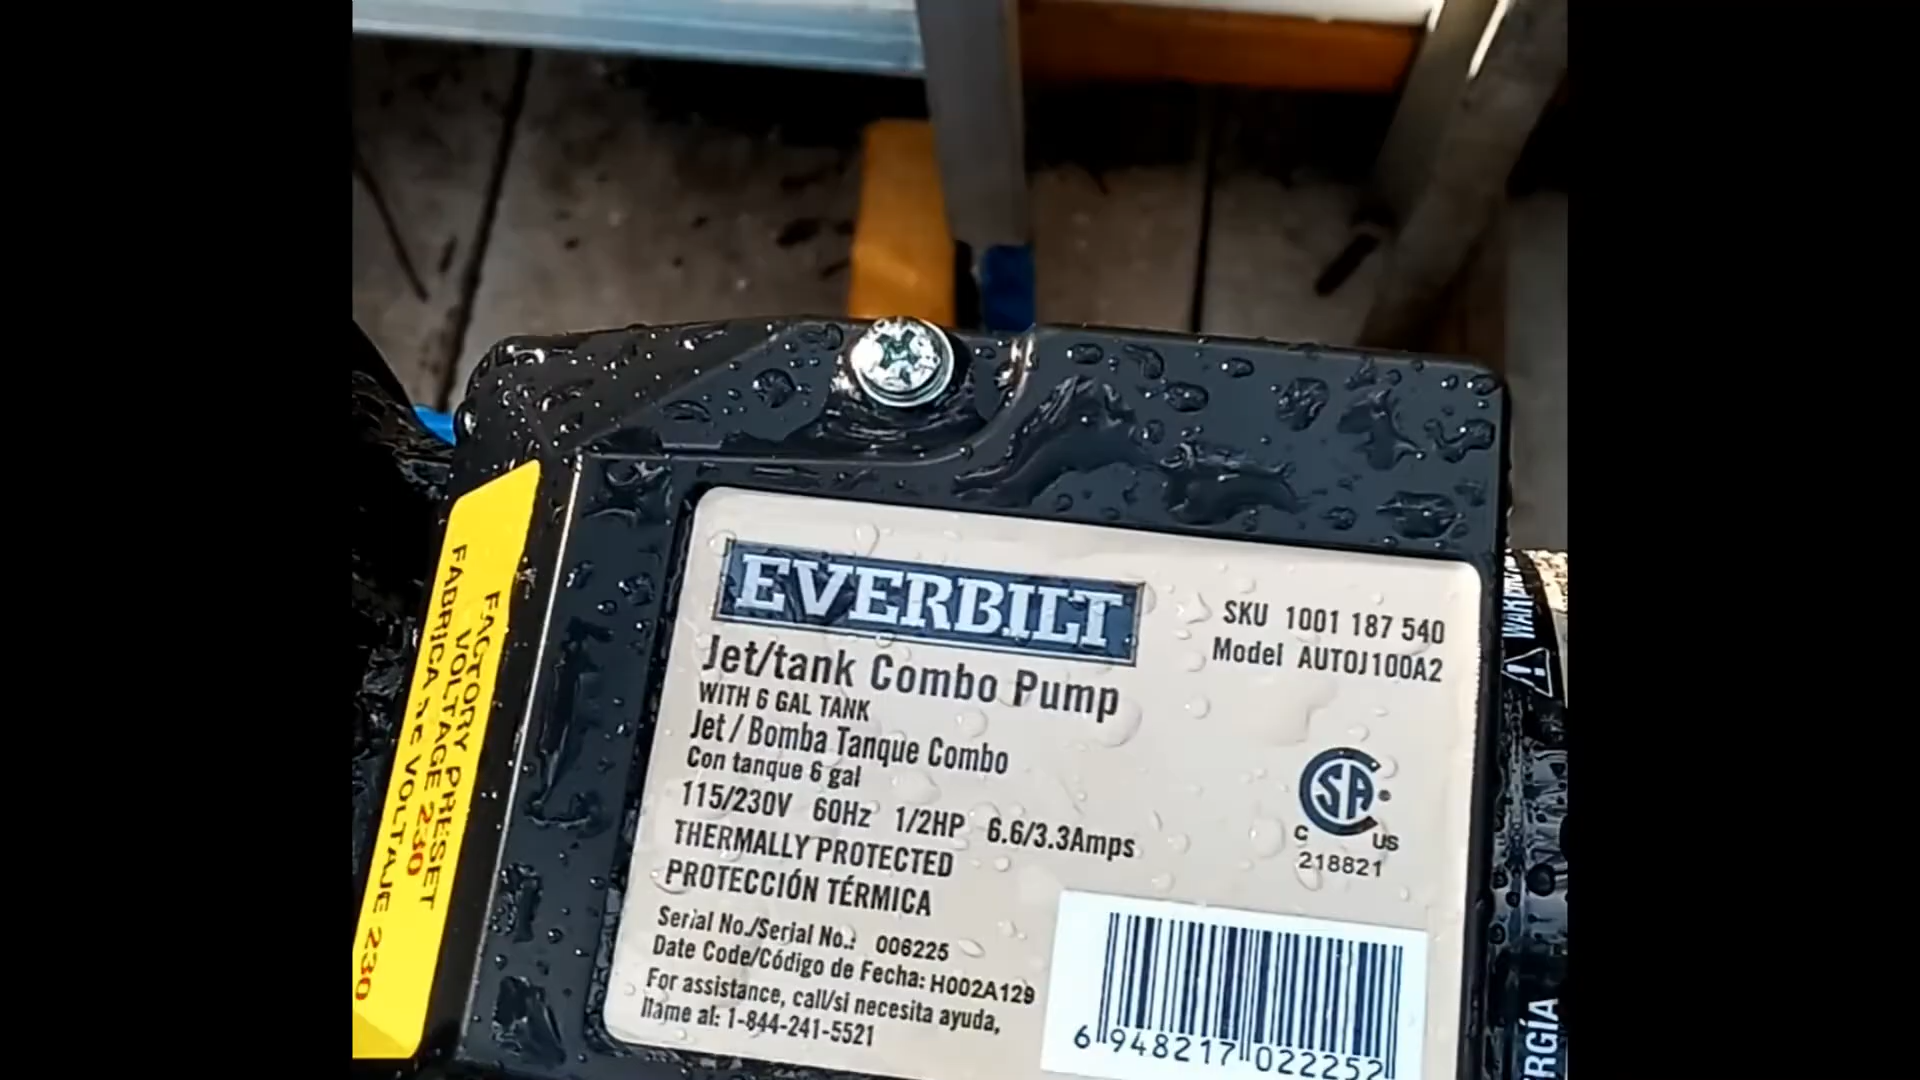 EVERBILT
SKU 1001 187 540
Model AUTOJ100A2
Jet/tank Combo Pump
WITH 6 GAL TANK
Jet / Bomba Tanque Combo
Con tanque 6 gal
115/230V 60Hz 1/2HP 6.6/3.3Amps
THERMALLY PROTECTED
PROTECCIÓN TÉRMICA
Serial No./Serial No.: 006225
Date Code/Código de Fecha: H002A129
For assistance, call/si necesita ayuda,
llame al: 1-844-241-5521
SA
C US
218821
6 948217 022252
FACTORY PRESET
VOLTAGE 230
FABRICA DE VOLTAJE 230